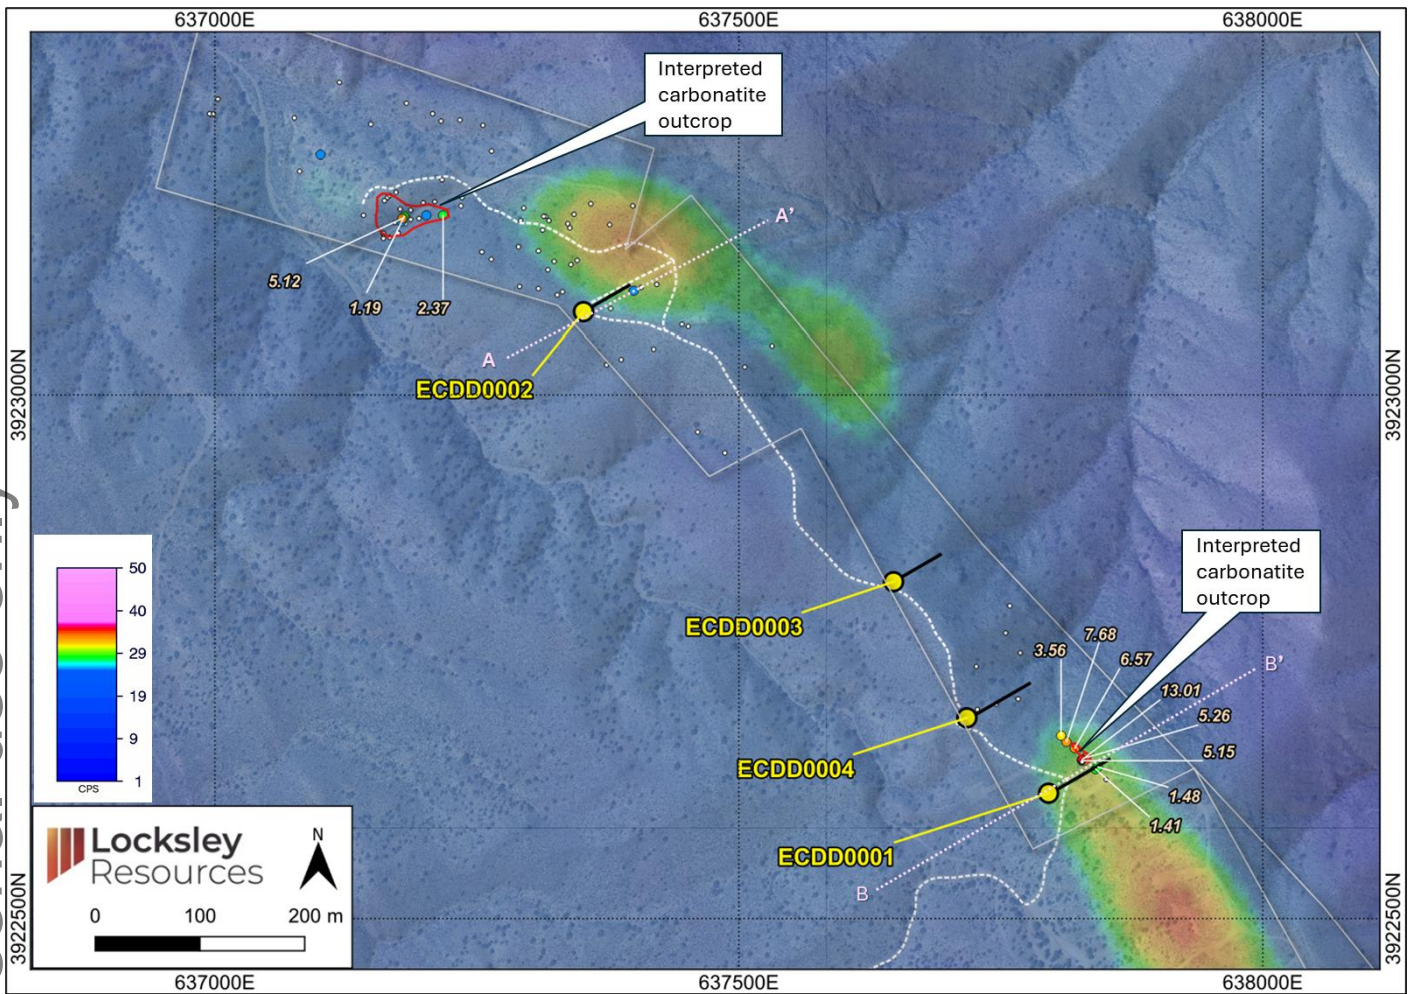 637000E
637500E
638000E
Interpreted
carbonatite
outcrop
A'
5.12
1.19
2.37
A
ECDD0002
3923000N
3923000N
Interpreted
carbonatite
outcrop
50
40
29
19
9
1
CPS
ECDD0003
7.68
3.56
6.57
B'
13.01
5.26
5.15
ECDD0004
1.48
1.41
ECDD0001
B
Locksley
Resources
N
0 100 200 m
3922500N
3922500N
637000E
637500E
638000E